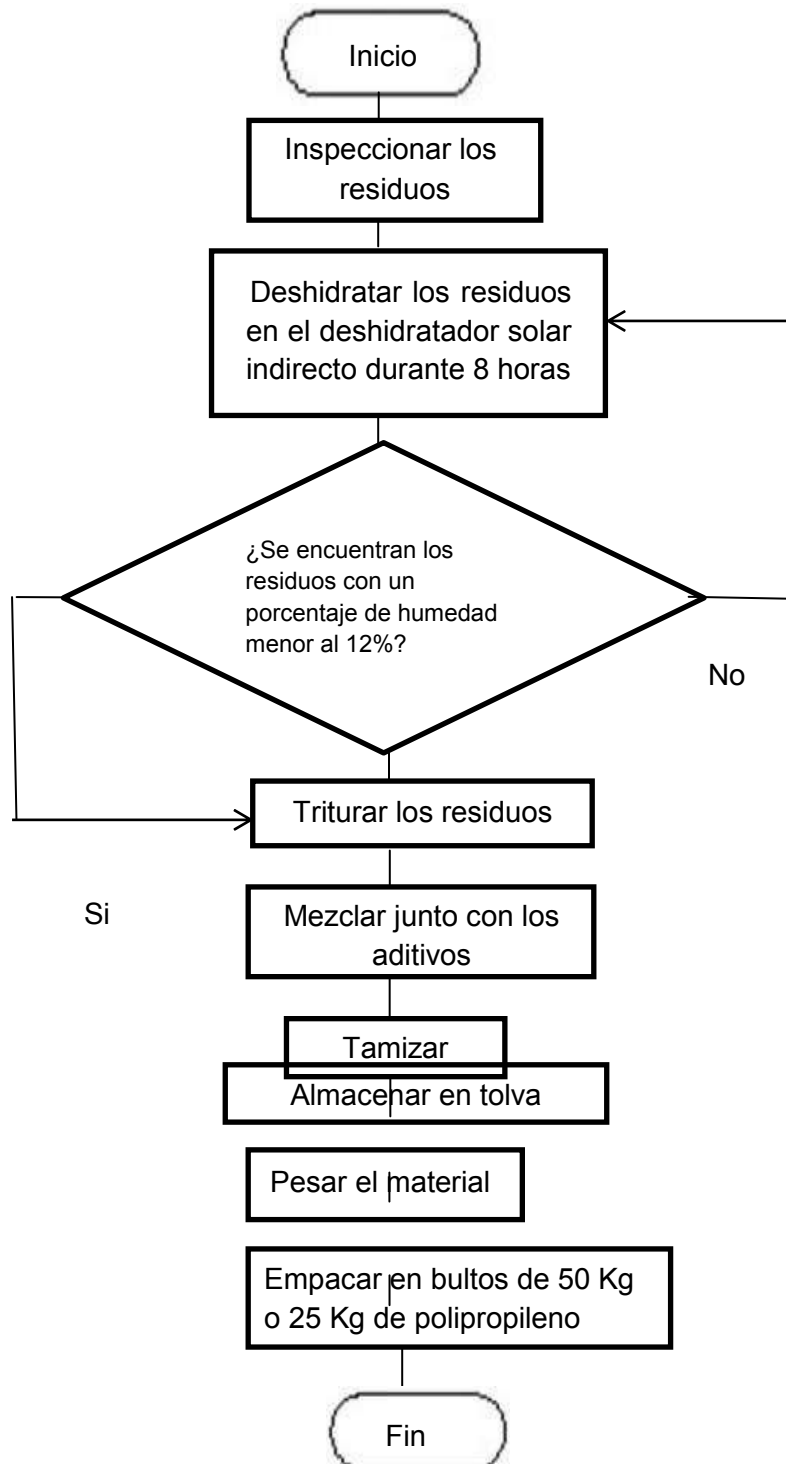 Inicio
Inspeccionar los
residuos
Deshidratar los residuos
en el deshidratador solar
indirecto durante 8 horas
¿Se encuentran los
residuos con un
porcentaje de humedad
menor al 12%?
No
Triturar los residuos
Si
Mezclar junto con los
aditivos
Tamizar
Almacenar en tolva
Pesar el material
Empacar en bultos de 50 Kg
o 25 Kg de polipropileno
Fin